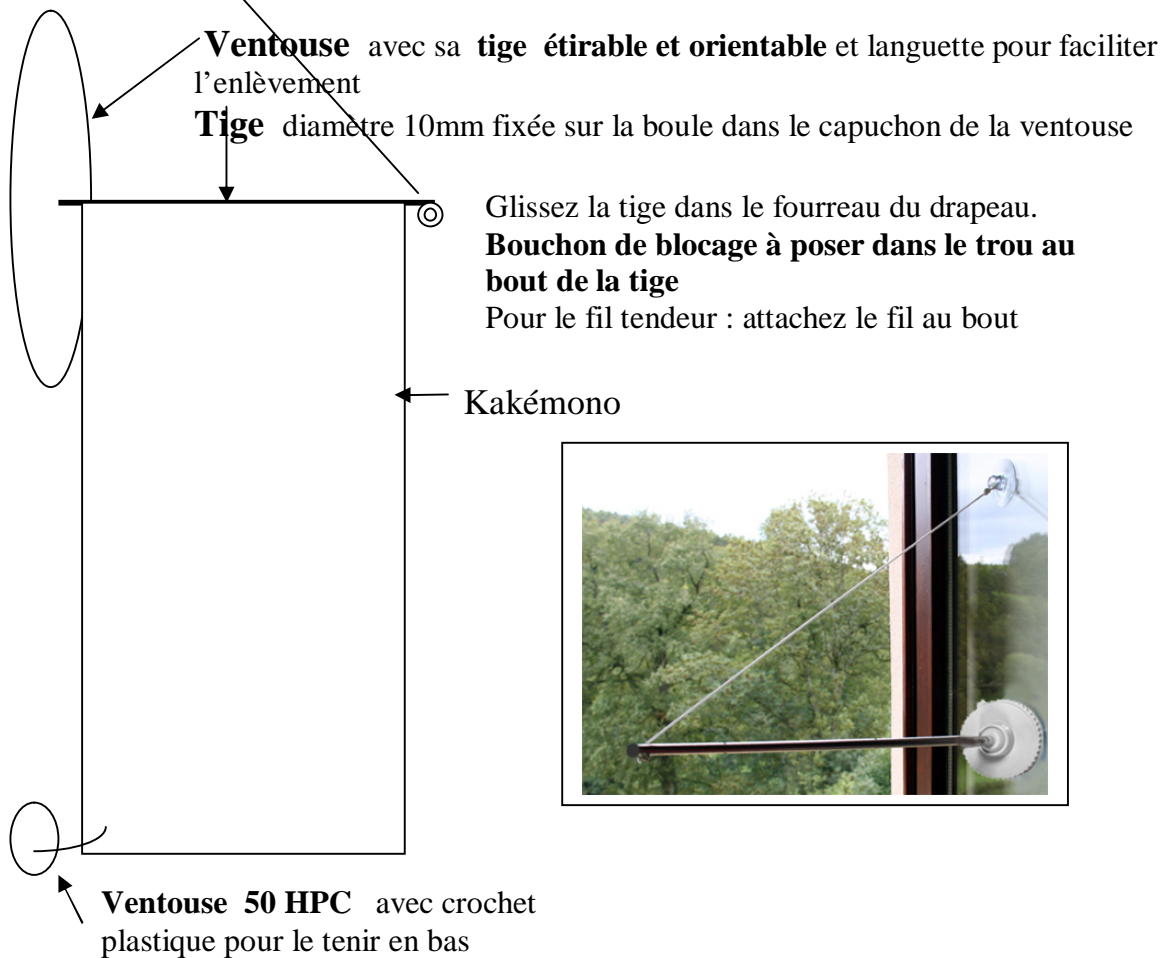 Ventouse avec sa tige étirable et orientable et languette pour faciliter
l’enlèvement
Tige diamètre 10mm fixée sur la boule dans le capuchon de la ventouse
Glissez la tige dans le fourreau du drapeau.
Bouchon de blocage à poser dans le trou au
bout de la tige
Pour le fil tendeur : attachez le fil au bout
Kakémono
Ventouse 50 HPC avec crochet
plastique pour le tenir en bas